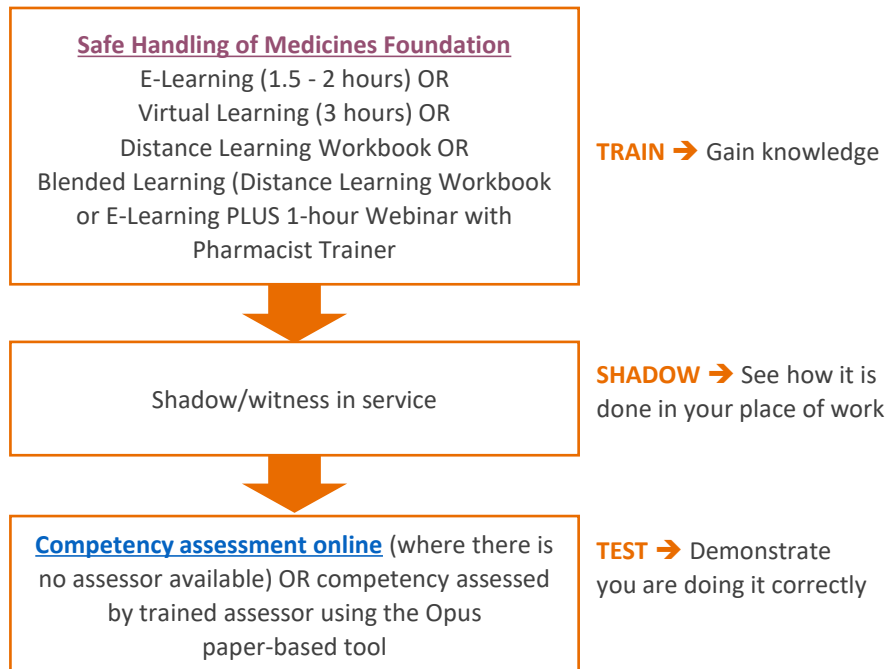 Safe Handling of Medicines Foundation
E-Learning (1.5 - 2 hours) OR
Virtual Learning (3 hours) OR
Distance Learning Workbook OR
Blended Learning (Distance Learning Workbook
or E-Learning PLUS 1-hour Webinar with
Pharmacist Trainer
TRAIN ➔ Gain knowledge
Shadow/witness in service
SHADOW ➔ See how it is
done in your place of work
Competency assessment online (where there is
no assessor available) OR competency assessed
by trained assessor using the Opus
paper-based tool
TEST ➔ Demonstrate
you are doing it correctly